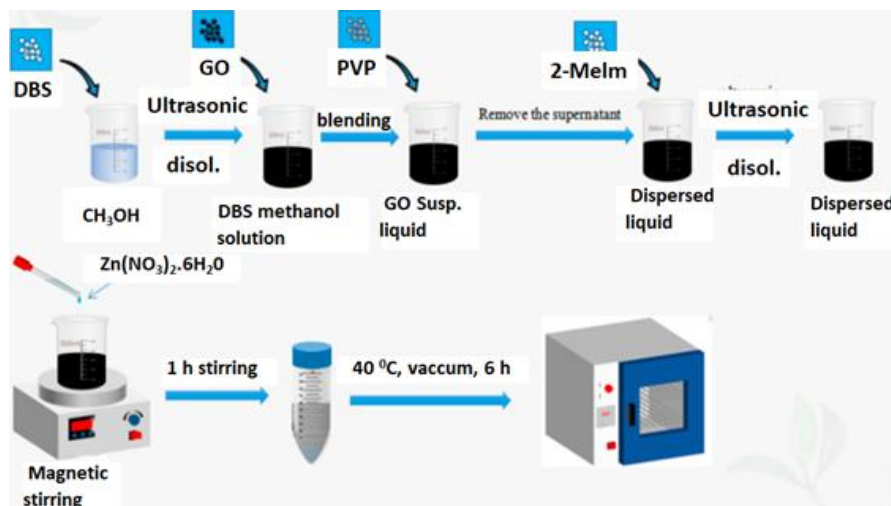 DBS
GO
PVP
2-Melm
Ultrasonic
disol.
blending
Remove the supernatant
Ultrasonic
disol.
CH₃OH
DBS methanol
solution
GO Susp.
liquid
Dispersed
liquid
Dispersed
liquid
Zn(NO₃)₂.6H₂0
1 h stirring
40 ⁰C, vaccum, 6 h
Magnetic
stirring